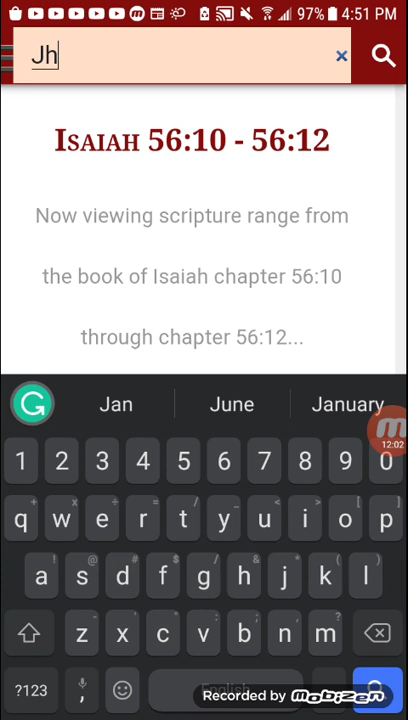 97% 4:51 PM
Jh ×
ISAIAH 56:10 - 56:12
Now viewing scripture range from
the book of Isaiah chapter 56:10
through chapter 56:12...
Jan June January
12:02
1 2 3 4 5 6 7 8 9 0
q w e r t y u i o p
a s d f g h j k l
z x c v b n m
?123 , English
Recorded by mobizen